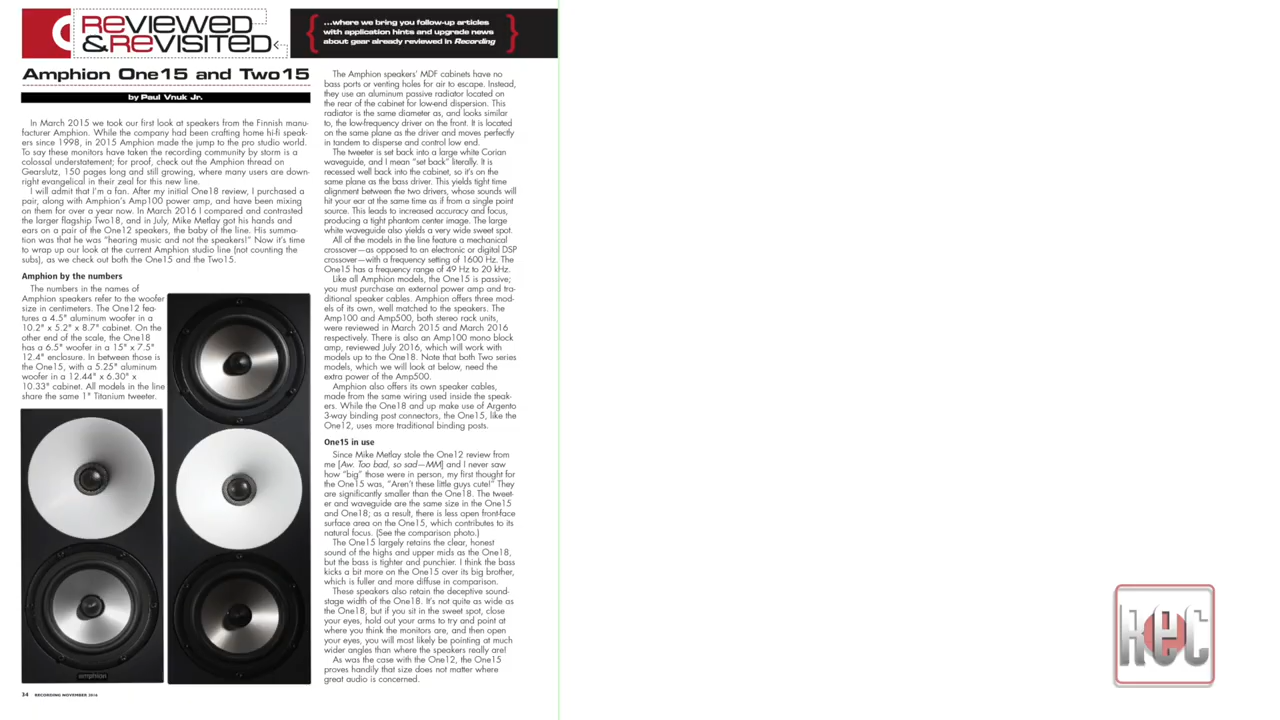 REVIEWED
&REVISITED
...where we bring you follow-up articles
with application hints and upgrade news
about gear already reviewed in Recording
Amphion One15 and Two15
by Paul Vnuk Jr.
In March 2015 we took our first look at speakers from the Finnish manu-
facturer Amphion. While the company had been crafting home hi-fi speak-
ers since 1998, in 2015 Amphion made the jump to the pro studio world.
To say these monitors have taken the recording community by storm is a
colossal understatement; for proof, check out the Amphion thread on
Gearslutz, 150 pages long and still growing, where many users are down-
right evangelical in their zeal for this new line.
I will admit that I'm a fan. After my initial One18 review, I purchased a
pair, along with Amphion's Amp100 power amp, and have been mixing
on them for over a year now. In March 2016 I compared and contrasted
the larger flagship Two18, and in July, Mike Metlay got his hands and
ears on a pair of the One12 speakers, the baby of the line. His summa-
tion was that he was "hearing music and not the speakers!" Now it's time
to wrap up our look at the current Amphion studio line (not counting the
subs), as we check out both the One15 and the Two15.
Amphion by the numbers
The numbers in the names of
Amphion speakers refer to the woofer
size in centimeters. The One12 fea-
tures a 4.5" aluminum woofer in a
10.2" x 5.2" x 8.7" cabinet. On the
other end of the scale, the One18
has a 6.5" woofer in a 15" x 7.5"
12.4" enclosure. In between those is
the One15, with a 5.25" aluminum
woofer in a 12.44" x 6.30" x
10.33" cabinet. All models in the line
share the same 1" Titanium tweeter.
amphion
34 RECORDING NOVEMBER 2016
The Amphion speakers' MDF cabinets have no
bass ports or venting holes for air to escape. Instead,
they use an aluminum passive radiator located on
the rear of the cabinet for low-end dispersion. This
radiator is the same diameter as, and looks similar
to, the low-frequency driver on the front. It is located
on the same plane as the driver and moves perfectly
in tandem to disperse and control low end.
The tweeter is set back into a large white Corian
waveguide, and I mean "set back" literally. It is
recessed well back into the cabinet, so it's on the
same plane as the bass driver. This yields tight time
alignment between the two drivers, whose sounds will
hit your ear at the same time as if from a single point
source. This leads to increased accuracy and focus,
producing a tight phantom center image. The large
white waveguide also yields a very wide sweet spot.
All of the models in the line feature a mechanical
crossover—as opposed to an electronic or digital DSP
crossover—with a frequency setting of 1600 Hz. The
One15 has a frequency range of 49 Hz to 20 kHz.
Like all Amphion models, the One15 is passive;
you must purchase an external power amp and tra-
ditional speaker cables. Amphion offers three mod-
els of its own, well matched to the speakers. The
Amp100 and Amp500, both stereo rack units,
were reviewed in March 2015 and March 2016
respectively. There is also an Amp100 mono block
amp, reviewed July 2016, which will work with
models up to the One18. Note that both Two series
models, which we will look at below, need the
extra power of the Amp500.
Amphion also offers its own speaker cables,
made from the same wiring used inside the speak-
ers. While the One18 and up make use of Argento
3-way binding post connectors, the One15, like the
One12, uses more traditional binding posts.
One15 in use
Since Mike Metlay stole the One12 review from
me [Aw. Too bad, so sad—MM] and I never saw
how "big" those were in person, my first thought for
the One15 was, "Aren't these little guys cute!" They
are significantly smaller than the One18. The tweet-
er and waveguide are the same size in the One15
and One18; as a result, there is less open front-face
surface area on the One15, which contributes to its
natural focus. (See the comparison photo.)
The One15 largely retains the clear, honest
sound of the highs and upper mids as the One18,
but the bass is tighter and punchier. I think the bass
kicks a bit more on the One15 over its big brother,
which is fuller and more diffuse in comparison.
These speakers also retain the deceptive sound-
stage width of the One18. It's not quite as wide as
the One18, but if you sit in the sweet spot, close
your eyes, hold out your arms to try and point at
where you think the monitors are, and then open
your eyes, you will most likely be pointing at much
wider angles than where the speakers really are!
As was the case with the One12, the One15
proves handily that size does not matter where
great audio is concerned.
Rec